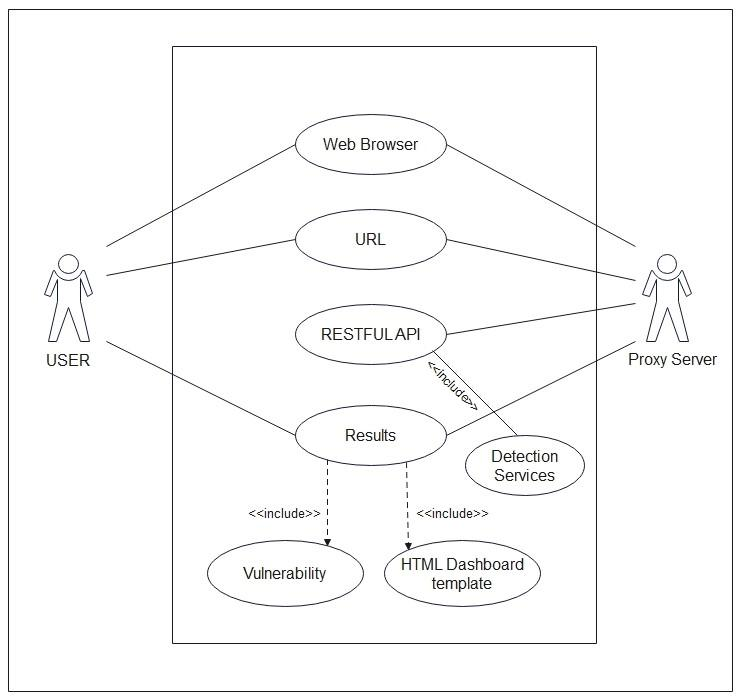 Web Browser
URL
RESTFUL API
USER
Proxy Server
<<include>>
Results
Detection
Services
<<include>>
<<include>>
Vulnerability
HTML Dashboard
template